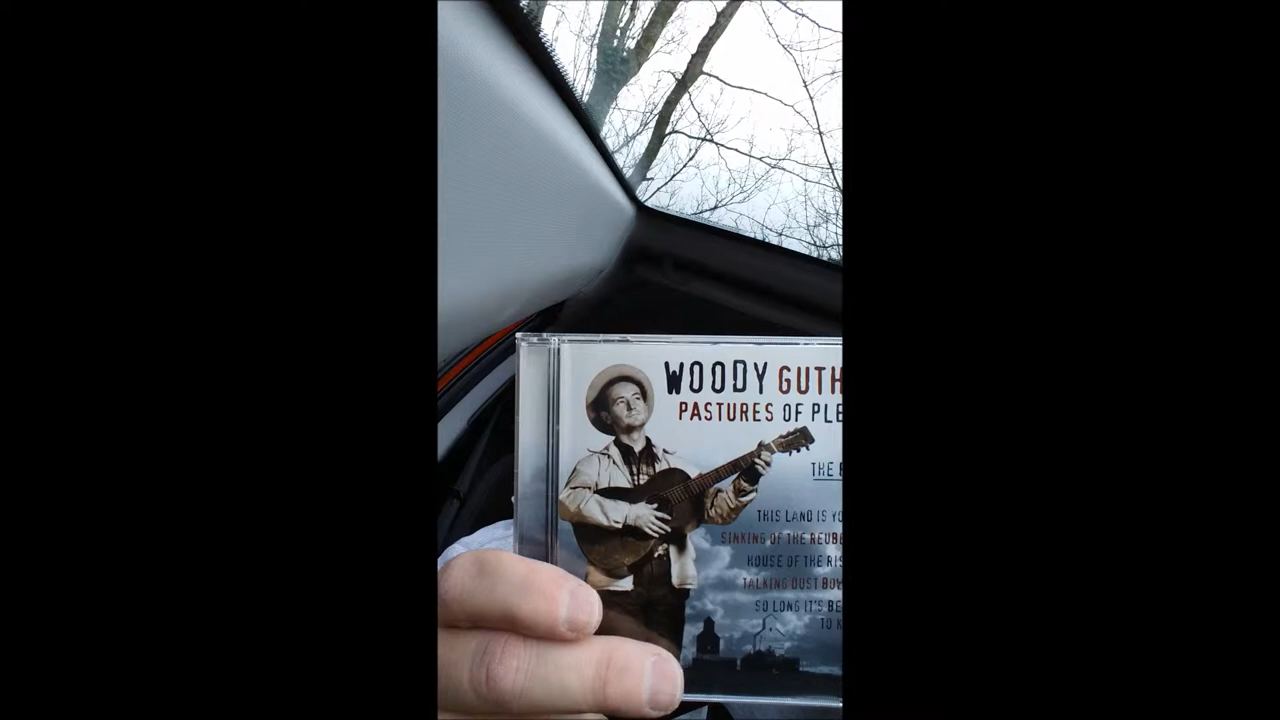 WOODY GUTH
PASTURES OF PLE
THE
THIS LAND IS YO
SINKING OF THE REUBE
HOUSE OF THE RIS
TALKING DUST BOW
SO LONG IT'S BE
TO K